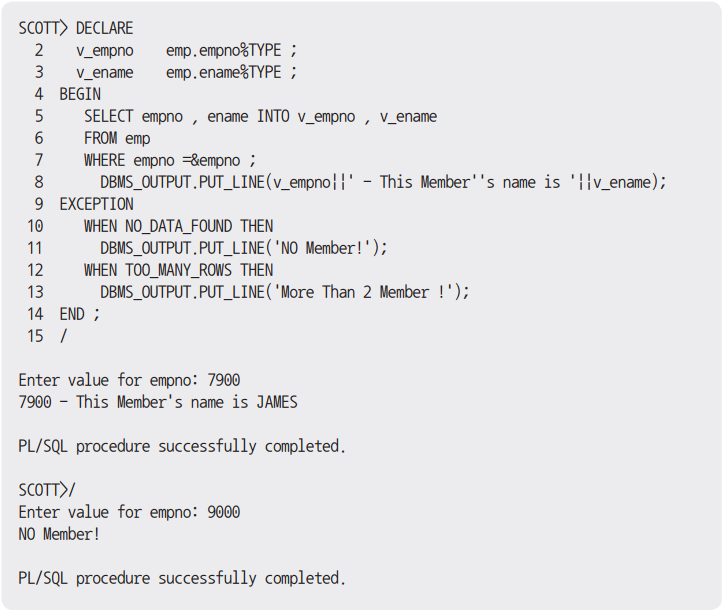 SCOTT> DECLARE
2 v_empno emp.empno%TYPE ;
3 v_ename emp.ename%TYPE ;
4 BEGIN
5 SELECT empno , ename INTO v_empno , v_ename
6 FROM emp
7 WHERE empno =&empno ;
8 DBMS_OUTPUT.PUT_LINE(v_empno||' - This Member''s name is '||v_ename);
9 EXCEPTION
10 WHEN NO_DATA_FOUND THEN
11 DBMS_OUTPUT.PUT_LINE('NO Member!');
12 WHEN TOO_MANY_ROWS THEN
13 DBMS_OUTPUT.PUT_LINE('More Than 2 Member !');
14 END ;
15 /
Enter value for empno: 7900
7900 - This Member's name is JAMES
PL/SQL procedure successfully completed.
SCOTT>/
Enter value for empno: 9000
NO Member!
PL/SQL procedure successfully completed.